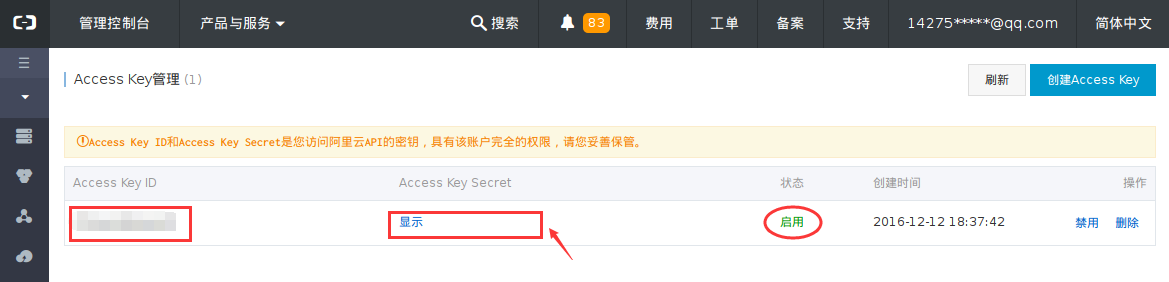 管理控制台 产品与服务 搜索 83 费用 工单 备案 支持 14275*****@qq.com 简体中文
Access Key管理 (1) 刷新 创建Access Key
Access Key ID和Access Key Secret是您访问阿里云API的密钥，具有该账户完全的权限，请您妥善保管。
Access Key ID Access Key Secret 状态 创建时间 操作
显示 启用 2016-12-12 18:37:42 禁用 删除